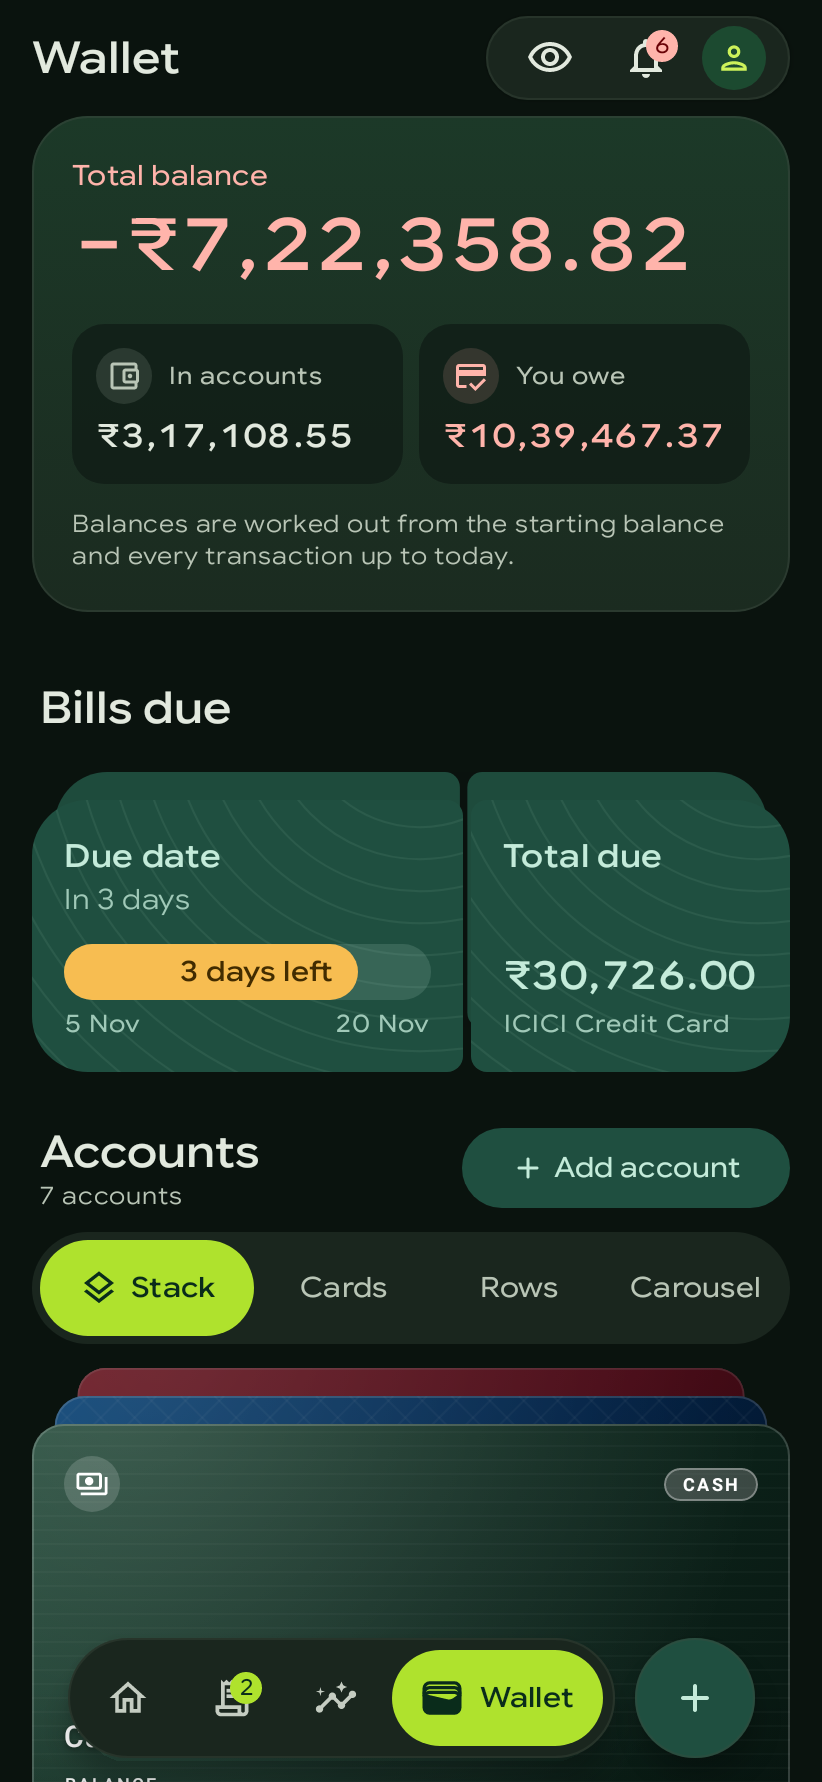 Wallet
6
Total balance
−₹7,22,358.82
In accounts
You owe
₹3,17,108.55
₹10,39,467.37
Balances are worked out from the starting balance
and every transaction up to today.
Bills due
Due date
Total due
In 3 days
3 days left
₹30,726.00
5 Nov
20 Nov
ICICI Credit Card
Accounts
7 accounts
+ Add account
Stack
Cards
Rows
Carousel
CASH
2
Wallet